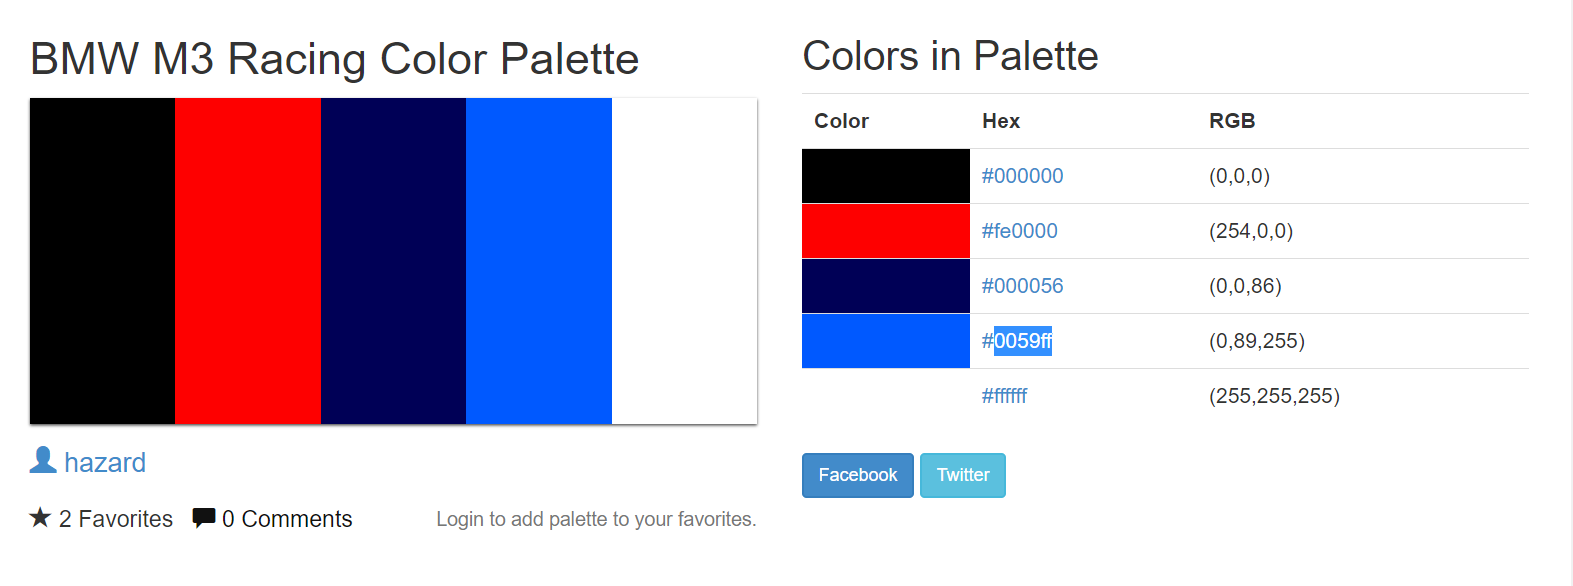 BMW M3 Racing Color Palette
hazard
2 Favorites 0 Comments Login to add palette to your favorites.
Colors in Palette
Color Hex RGB
#000000 (0,0,0)
#fe0000 (254,0,0)
#000056 (0,0,86)
#0059ff (0,89,255)
#ffffff (255,255,255)
Facebook Twitter